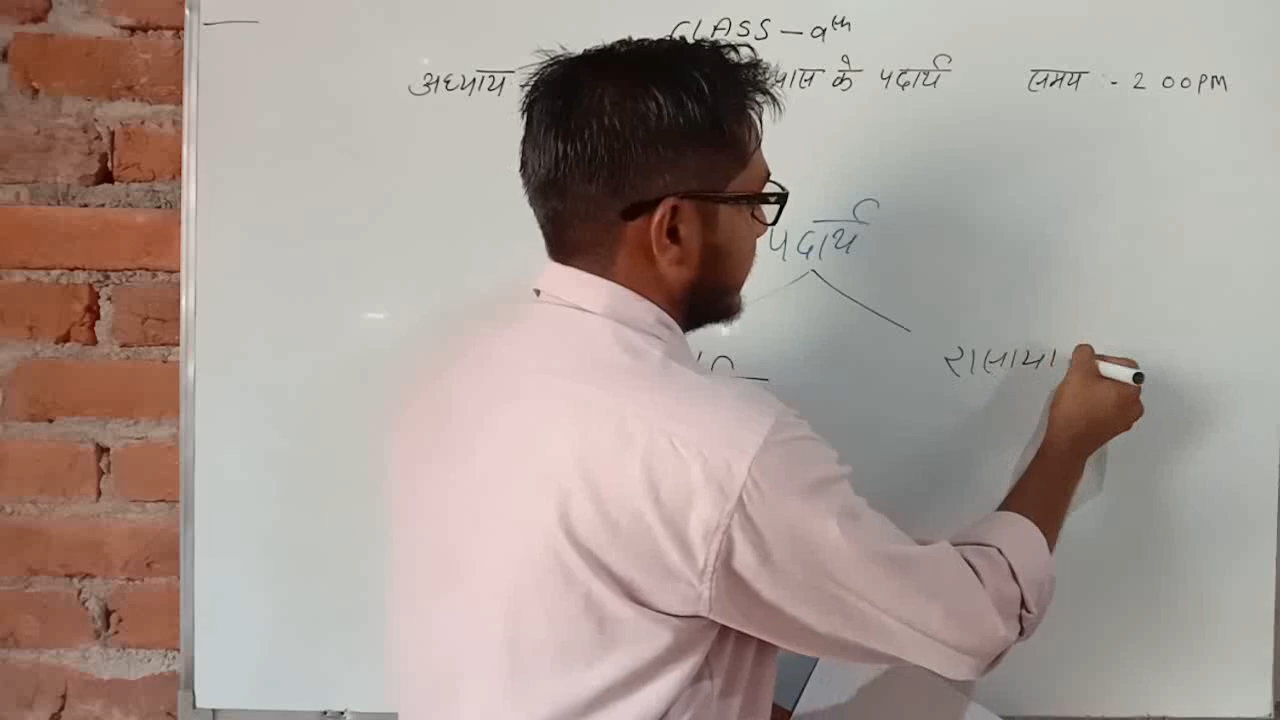 CLASS - 9th
अध्याय - पास के पदार्थ समय :- 2 00PM
पदार्थ
रासाया